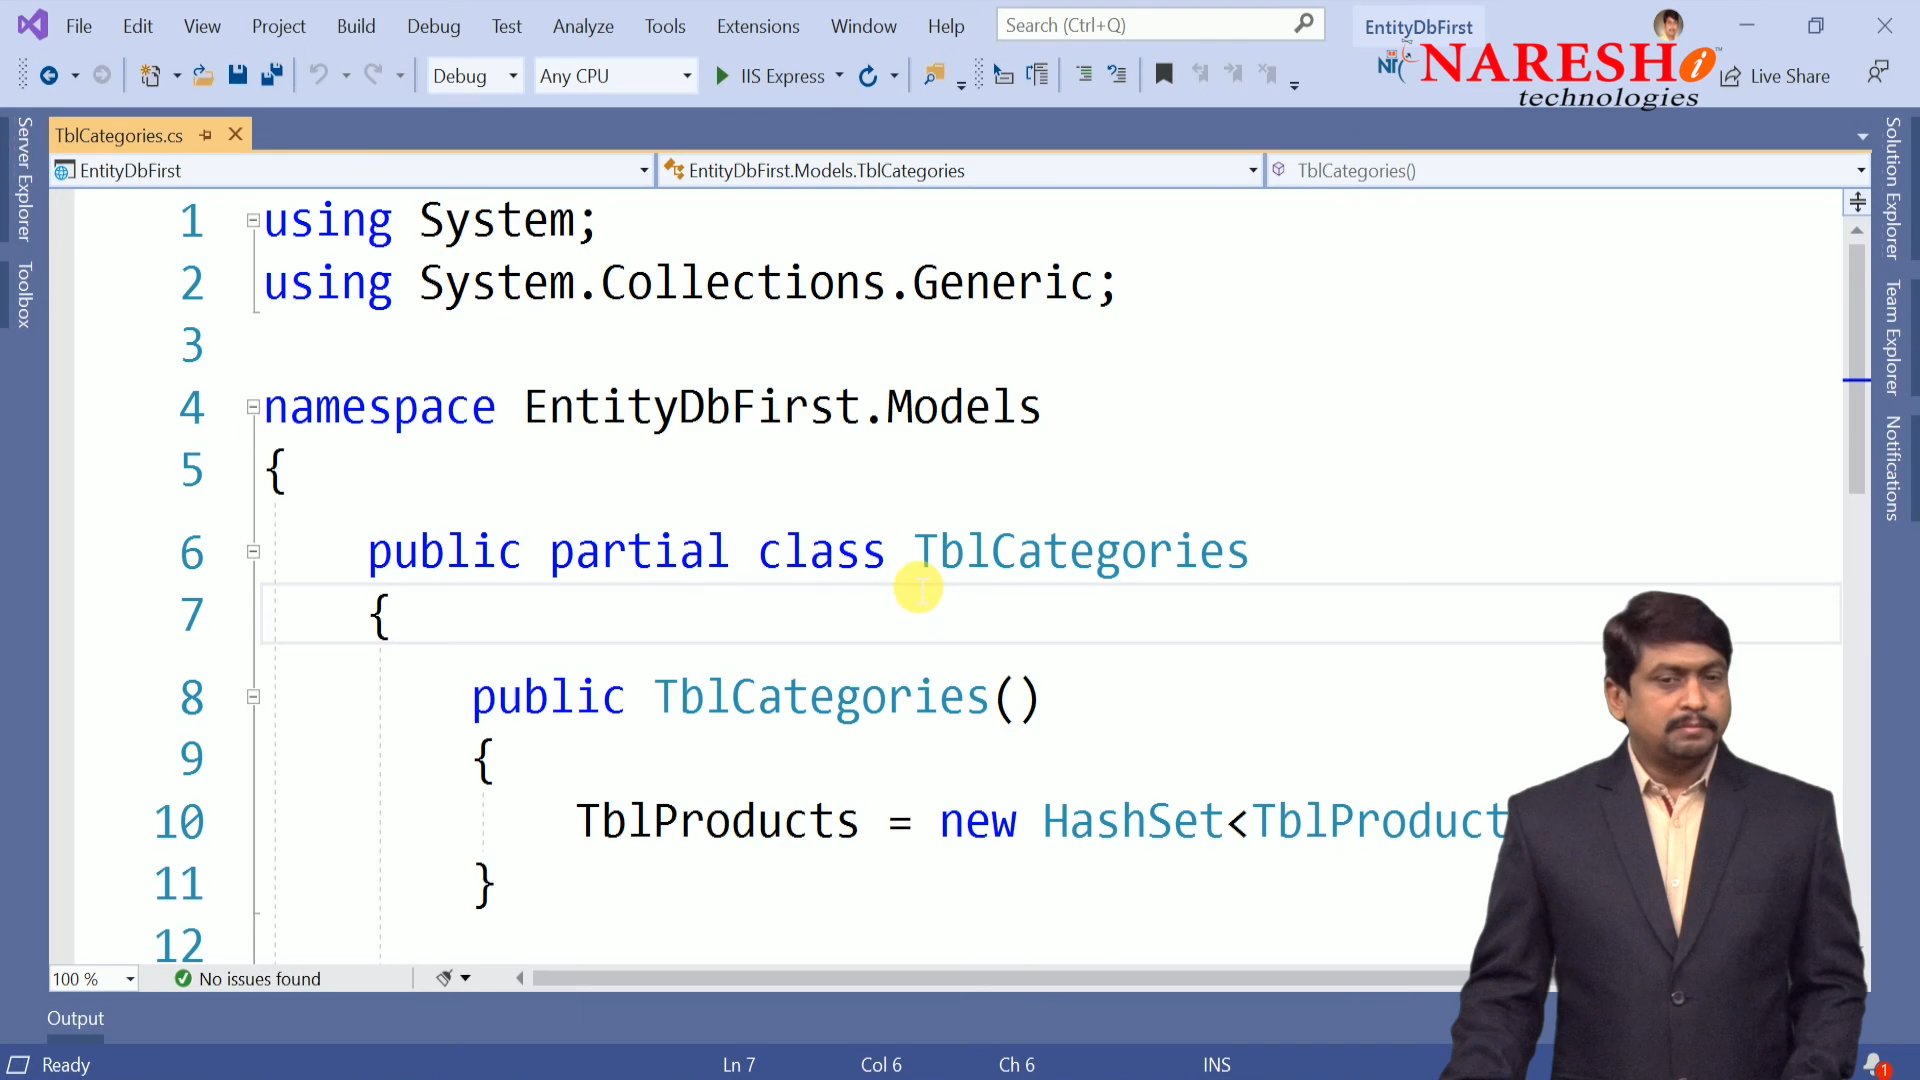 File Edit View Project Build Debug Test Analyze Tools Extensions Window Help Search (Ctrl+Q) EntityDbFirst
Debug Any CPU IIS Express Live Share
NARESH i
technologies
TblCategories.cs
EntityDbFirst EntityDbFirst.Models.TblCategories TblCategories()
Server Explorer
Toolbox
Solution Explorer
Team Explorer
Notifications
1 using System;
2 using System.Collections.Generic;
3
4 namespace EntityDbFirst.Models
5 {
6 public partial class TblCategories
7 {
8 public TblCategories()
9 {
10 TblProducts = new HashSet<TblProduct
11 }
12
100 % No issues found
Output
Ready Ln 7 Col 6 Ch 6 INS 1